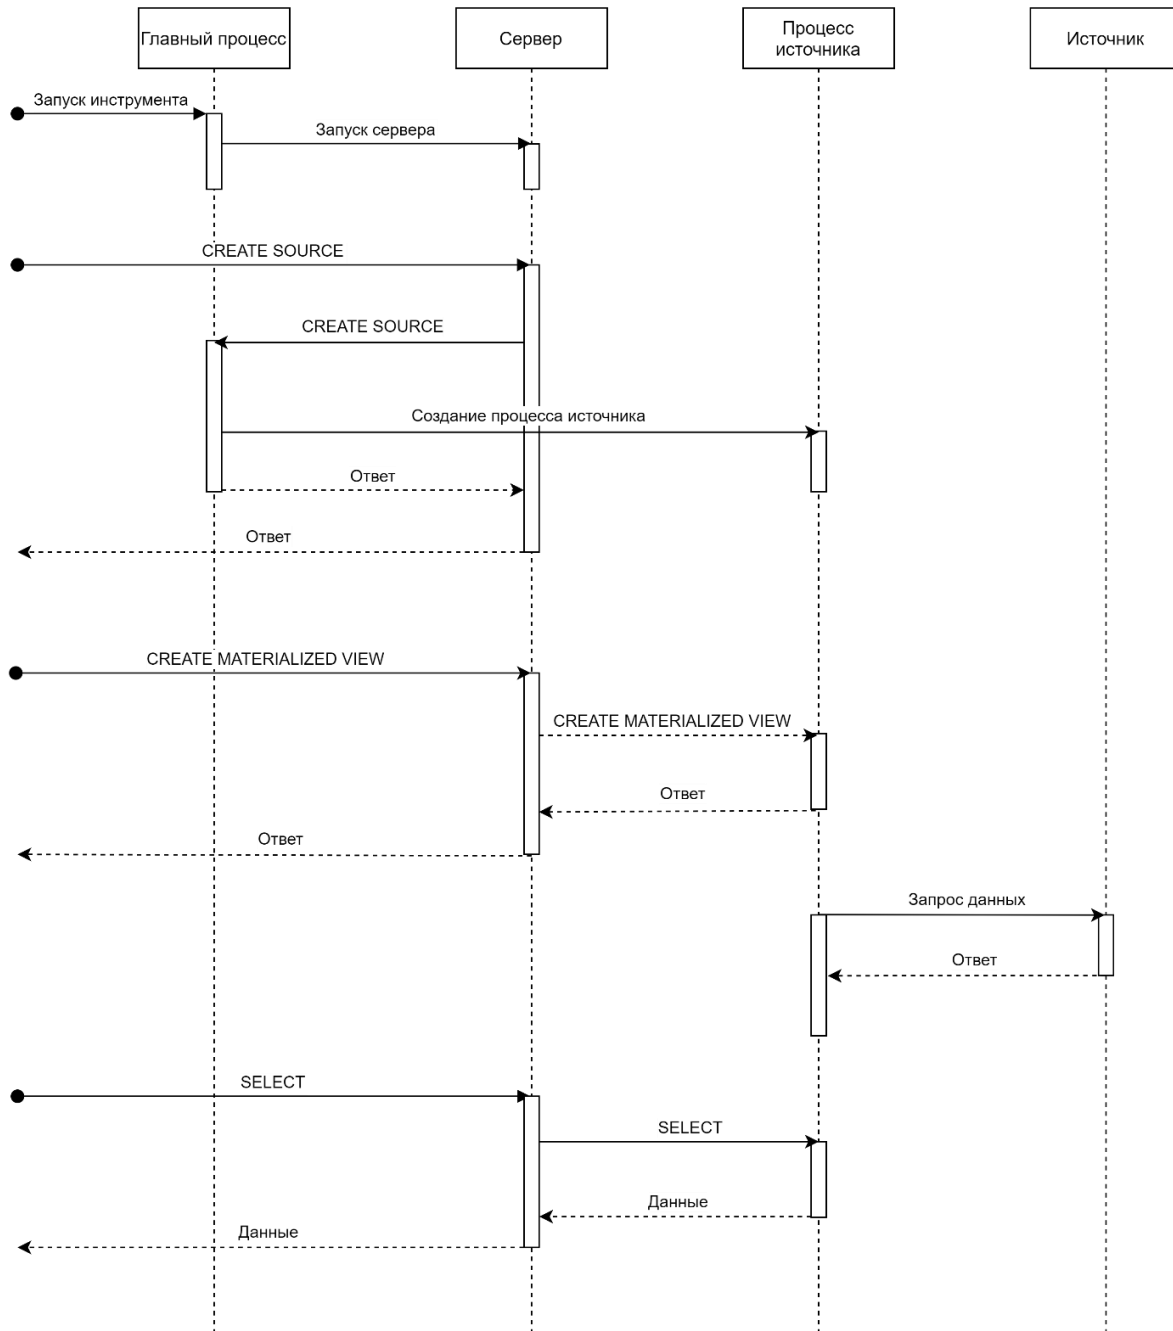 Главный процесс
Сервер
Процесс
источника
Источник
Запуск инструмента
Запуск сервера
CREATE SOURCE
CREATE SOURCE
Создание процесса источника
Ответ
Ответ
CREATE MATERIALIZED VIEW
CREATE MATERIALIZED VIEW
Ответ
Ответ
Запрос данных
Ответ
SELECT
SELECT
Данные
Данные